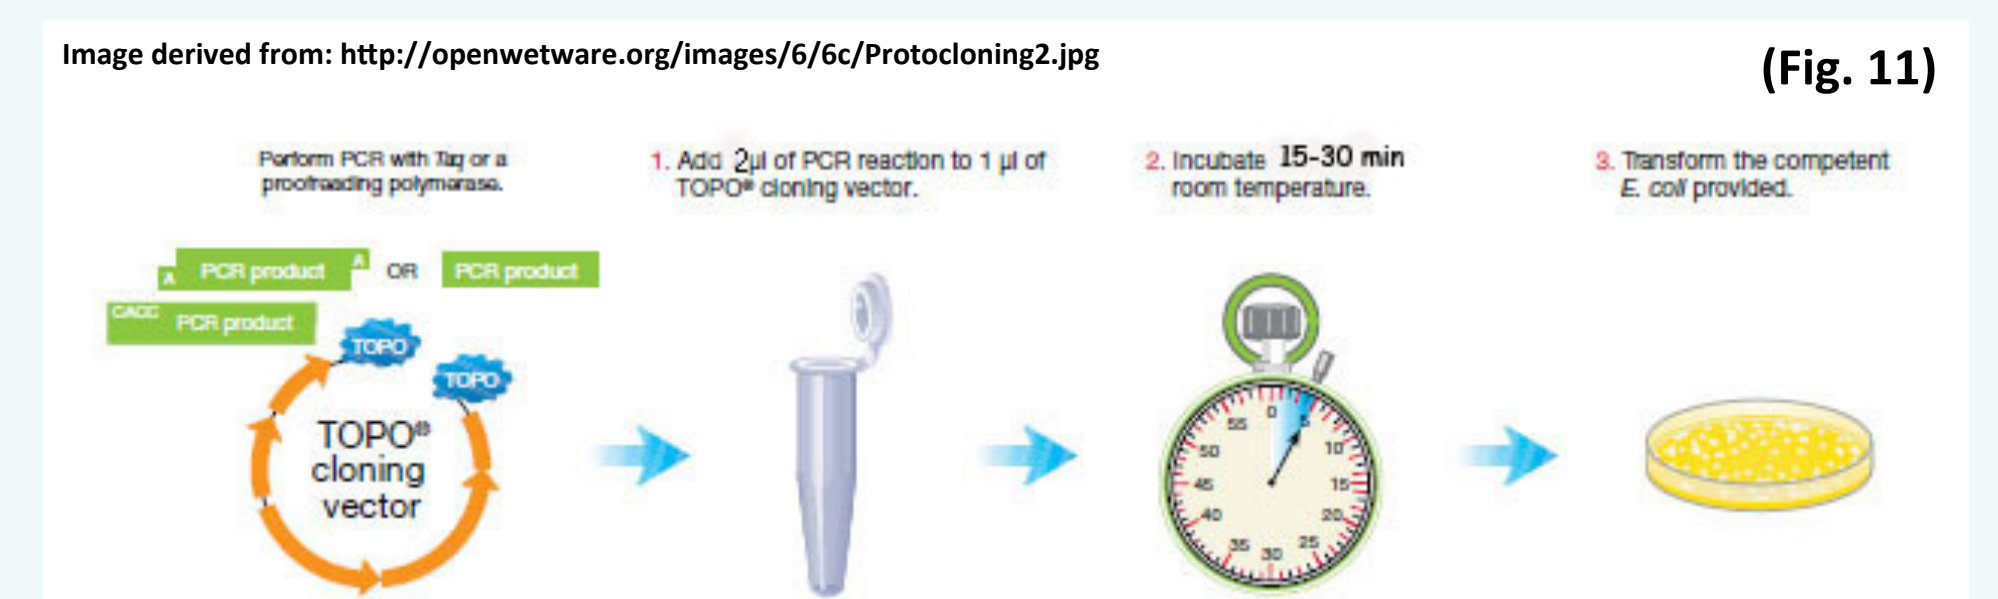 Image derived from: http://openwetware.org/images/6/6c/Protocloning2.jpg
(Fig. 11)
Perform PCR with Taq or a
proofreading polymerase.
1. Add 2µl of PCR reaction to 1 µl of
TOPO® cloning vector.
2. Incubate 15-30 min
room temperature.
3. Transform the competent
E. coli provided.
A PCR product A OR PCR product
CACC PCR product
TOPO
TOPO
TOPO®
cloning
vector
0
5
10
15
20
25
30
35
40
45
50
55